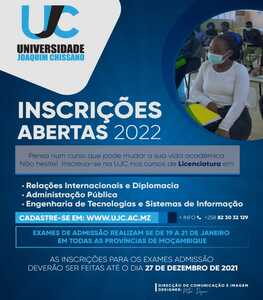 UJC
UNIVERSIDADE
JOAQUIM CHISSANO
INSCRIÇÕES
ABERTAS 2022
Pensa num curso que pode mudar a sua vida académica
Não hesite! Inscreva-se na UJC nos cursos de Licenciatura em:
• Relações Internacionais e Diplomacia
• Administração Pública
• Engenharia de Tecnologias e Sistemas de Informação
CADASTRE-SE EM: WWW.UJC.AC.MZ
+ INFO +258 82 30 32 129
EXAMES DE ADMISSÃO REALIZAM SE DE 19 A 21 DE JANEIRO
EM TODAS AS PROVÍNCIAS DE MOÇAMBIQUE
AS INSCRIÇÕES PARA OS EXAMES ADMISSÃO
DEVERÃO SER FEITAS ATÉ O DIA 27 DE DEZEMBRO DE 2021
DIRECÇÃO DE COMUNICAÇÃO E IMAGEM
DESIGNER: